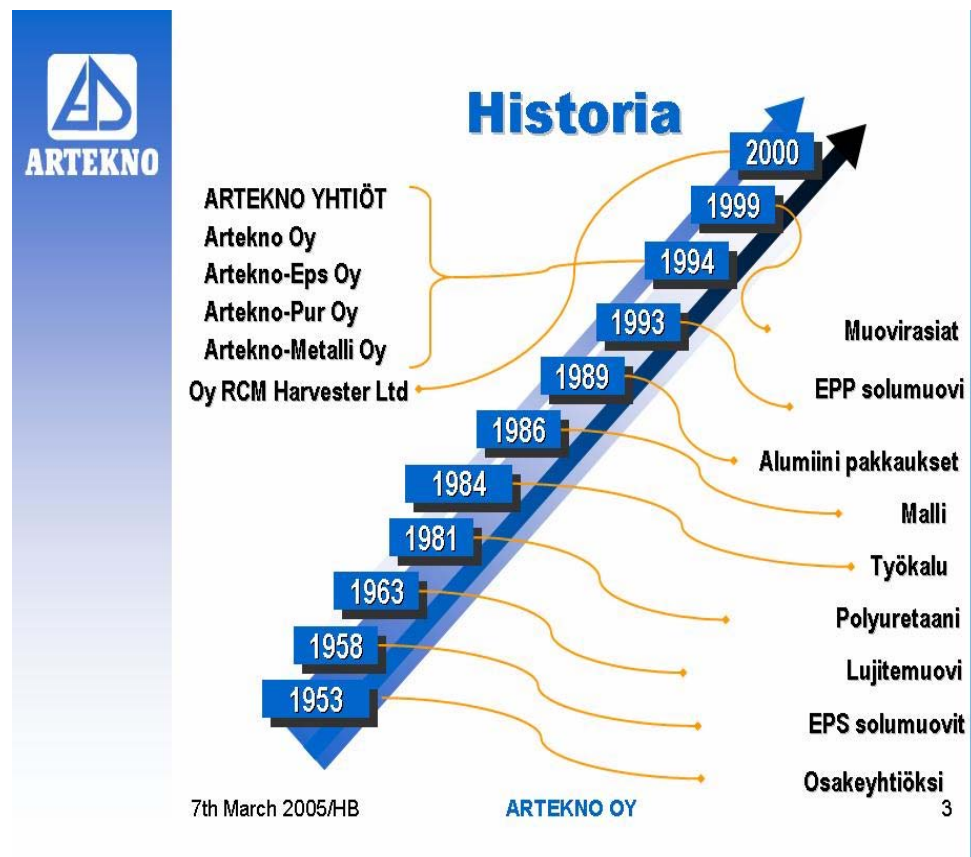 ARTEKNO
Historia
ARTEKNO YHTIÖT
Artekno Oy
Artekno-Eps Oy
Artekno-Pur Oy
Artekno-Metalli Oy
Oy RCM Harvester Ltd
2000
1999
1994
1993
1989
1986
1984
1981
1963
1958
1953
Muovirasiat
EPP solumuovi
Alumiini pakkaukset
Malli
Työkalu
Polyuretaani
Lujitemuovi
EPS solumuovit
Osakeyhtiöksi
7th March 2005/HB
ARTEKNO OY
3